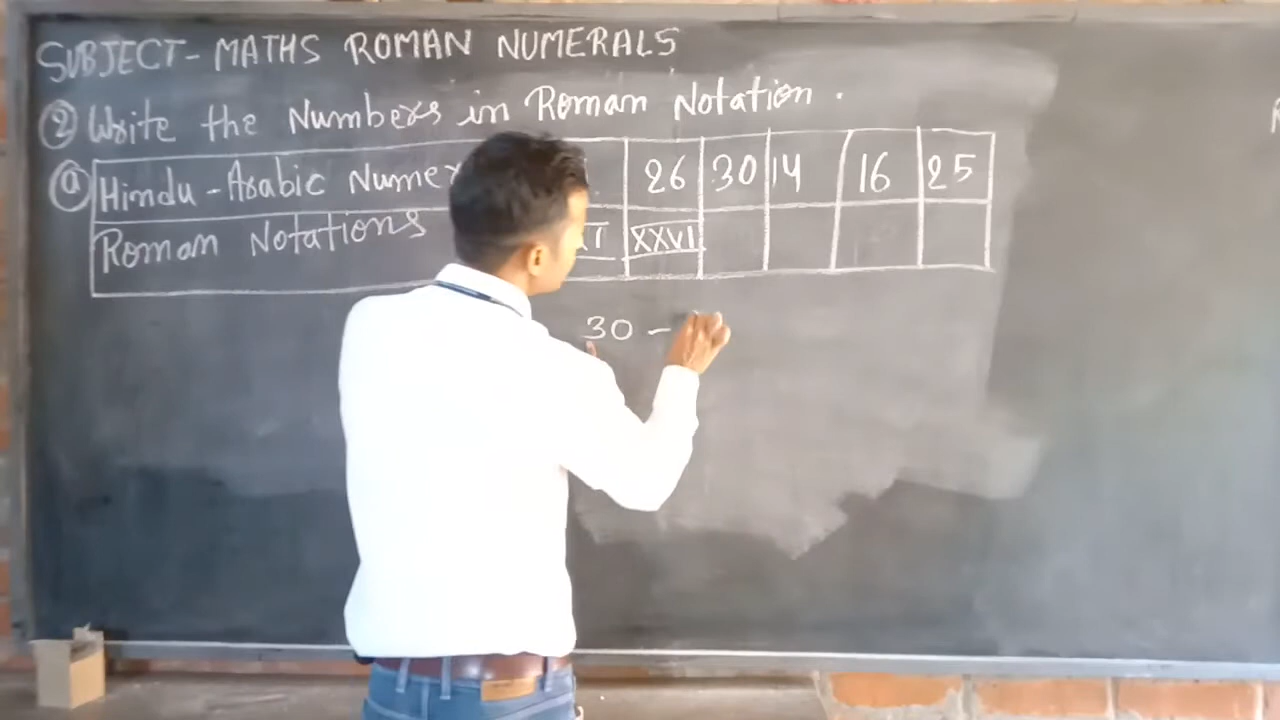 SUBJECT- MATHS ROMAN NUMERALS
② Write the Numbers in Roman Notation.
ⓐ Hindu-Arabic 26 30 14 16 25
Roman Notations XXVI
30 -